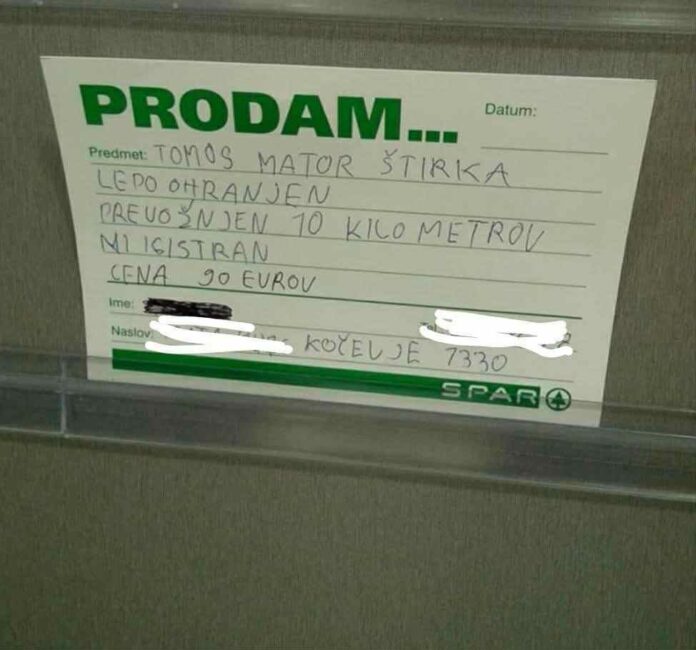 PRODAM...
Datum:
Predmet: TOMOS MATOR ŠTIRKA
LEPO OHRANJEN
PREVOŽNJEN 10 KILOMETROV
NI IGISTRAN
CENA 90 EUROV
Ime:
Naslov: KOČEVJE 1330
SPAR